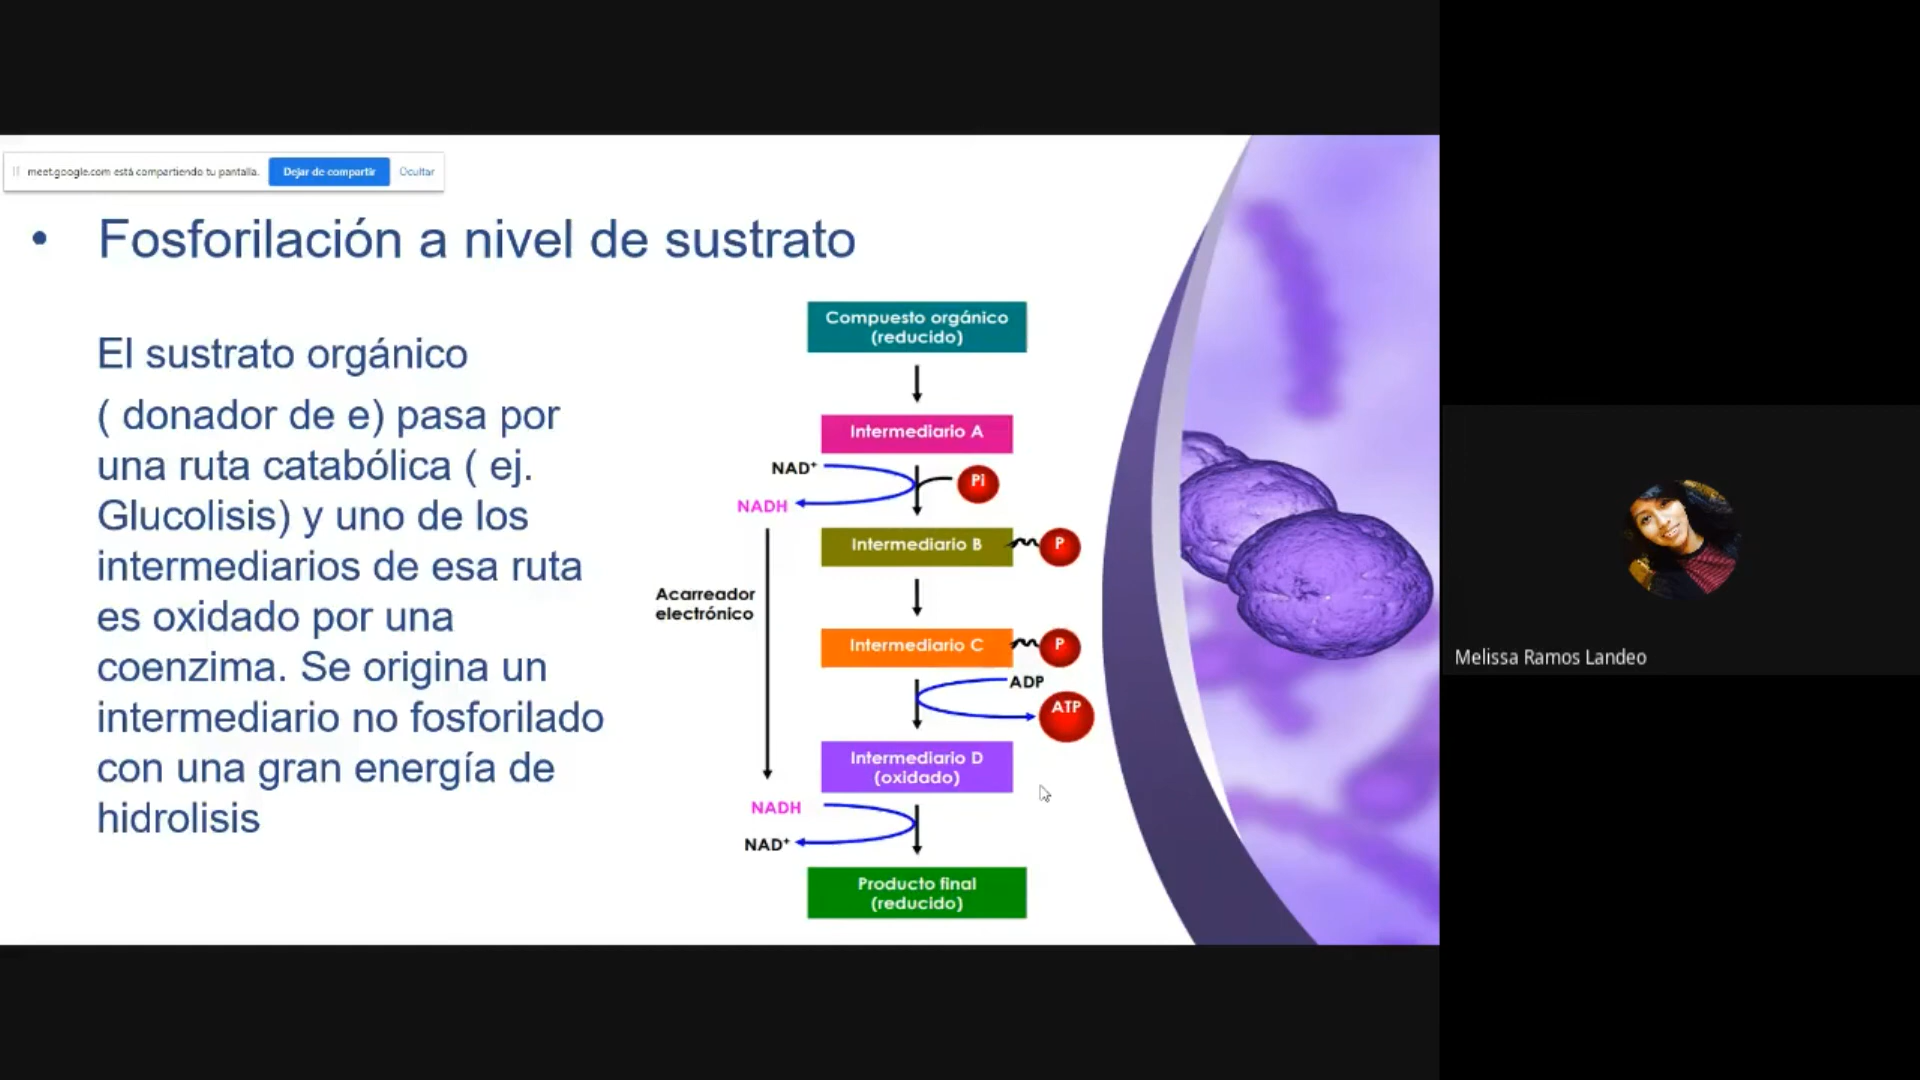 meet.google.com está compartiendo tu pantalla.
Dejar de compartir
Ocultar
• Fosforilación a nivel de sustrato
El sustrato orgánico
( donador de e) pasa por
una ruta catabólica ( ej.
Glucolisis) y uno de los
intermediarios de esa ruta
es oxidado por una
coenzima. Se origina un
intermediario no fosforilado
con una gran energía de
hidrolisis
Compuesto orgánico
(reducido)
Intermediario A
NAD+
Pi
NADH
Intermediario B
P
Acarreador
electrónico
Intermediario C
P
ADP
ATP
Intermediario D
(oxidado)
NADH
NAD+
Producto final
(reducido)
Melissa Ramos Landeo